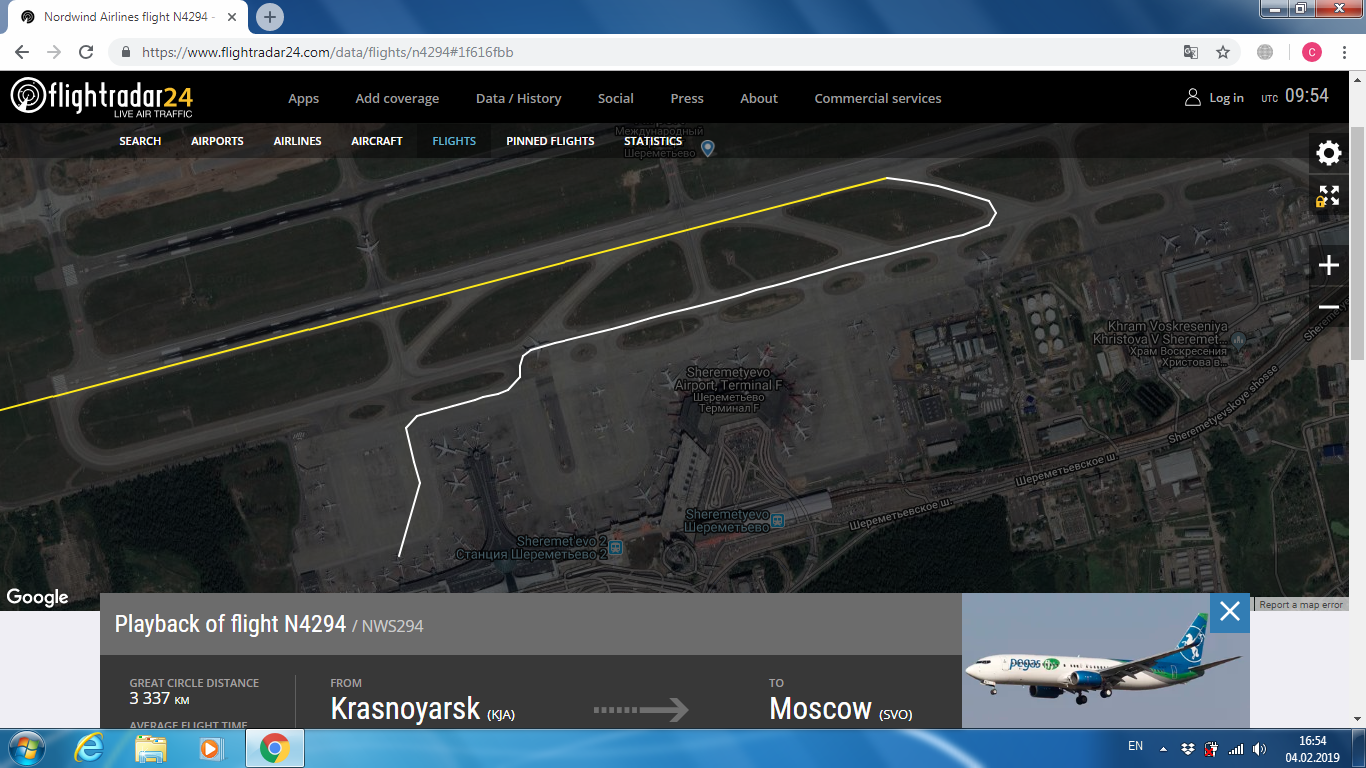 Nordwind Airlines flight N4294 -
https://www.flightradar24.com/data/flights/n4294#1f616fbb
C
flightradar24
LIVE AIR TRAFFIC
Apps
Add coverage
Data / History
Social
Press
About
Commercial services
Log in
UTC 09:54
SEARCH
AIRPORTS
AIRLINES
AIRCRAFT
FLIGHTS
PINNED FLIGHTS
STATISTICS
Международный
Шереметьево
Khram Voskreseniya
Khristova V Sheremet...
Храм Воскресения
Христова в...
Sheremetyevo
Airport, Terminal F
Шереметьево
Терминал F
Sheremetyevskoye shosse
Шереметьевское ш.
Шереметьевское ш.
Sheremetyevo
Шереметьево
Sheremet'evo 2
Станция Шереметьево 2
Google
Report a map error
Playback of flight N4294 / NWS294
pegas
GREAT CIRCLE DISTANCE
3 337 KM
AVERAGE FLIGHT TIME
FROM
Krasnoyarsk (KJA)
TO
Moscow (SVO)
EN
16:54
04.02.2019